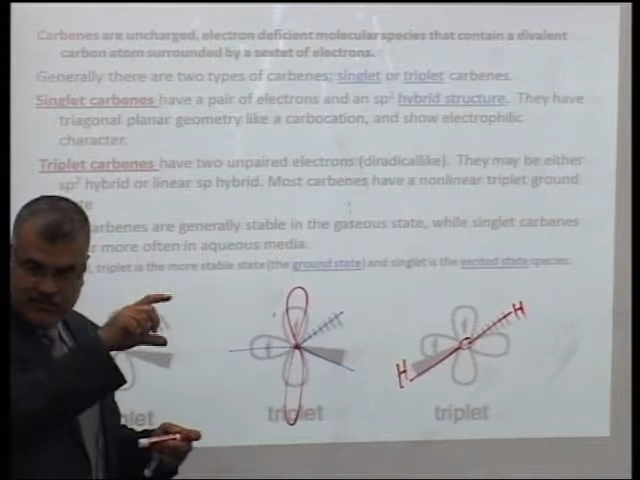 Carbenes are uncharged, electron deficient molecular species that contain a divalent
carbon atom surrounded by a sextet of electrons.
Generally there are two types of carbenes; singlet or triplet carbenes.
Singlet carbenes have a pair of electrons and an sp² hybrid structure. They have
triagonal planar geometry like a carbocation, and show electrophilic
character.
Triplet carbenes have two unpaired electrons (diradicallike). They may be either
sp² hybrid or linear sp hybrid. Most carbenes have a nonlinear triplet ground
arbenes are generally stable in the gaseous state, while singlet carbenes
more often in aqueous media.
triplet is the more stable state (the ground state) and singlet is the excited state species.
H
C
H
glet
triplet
triplet